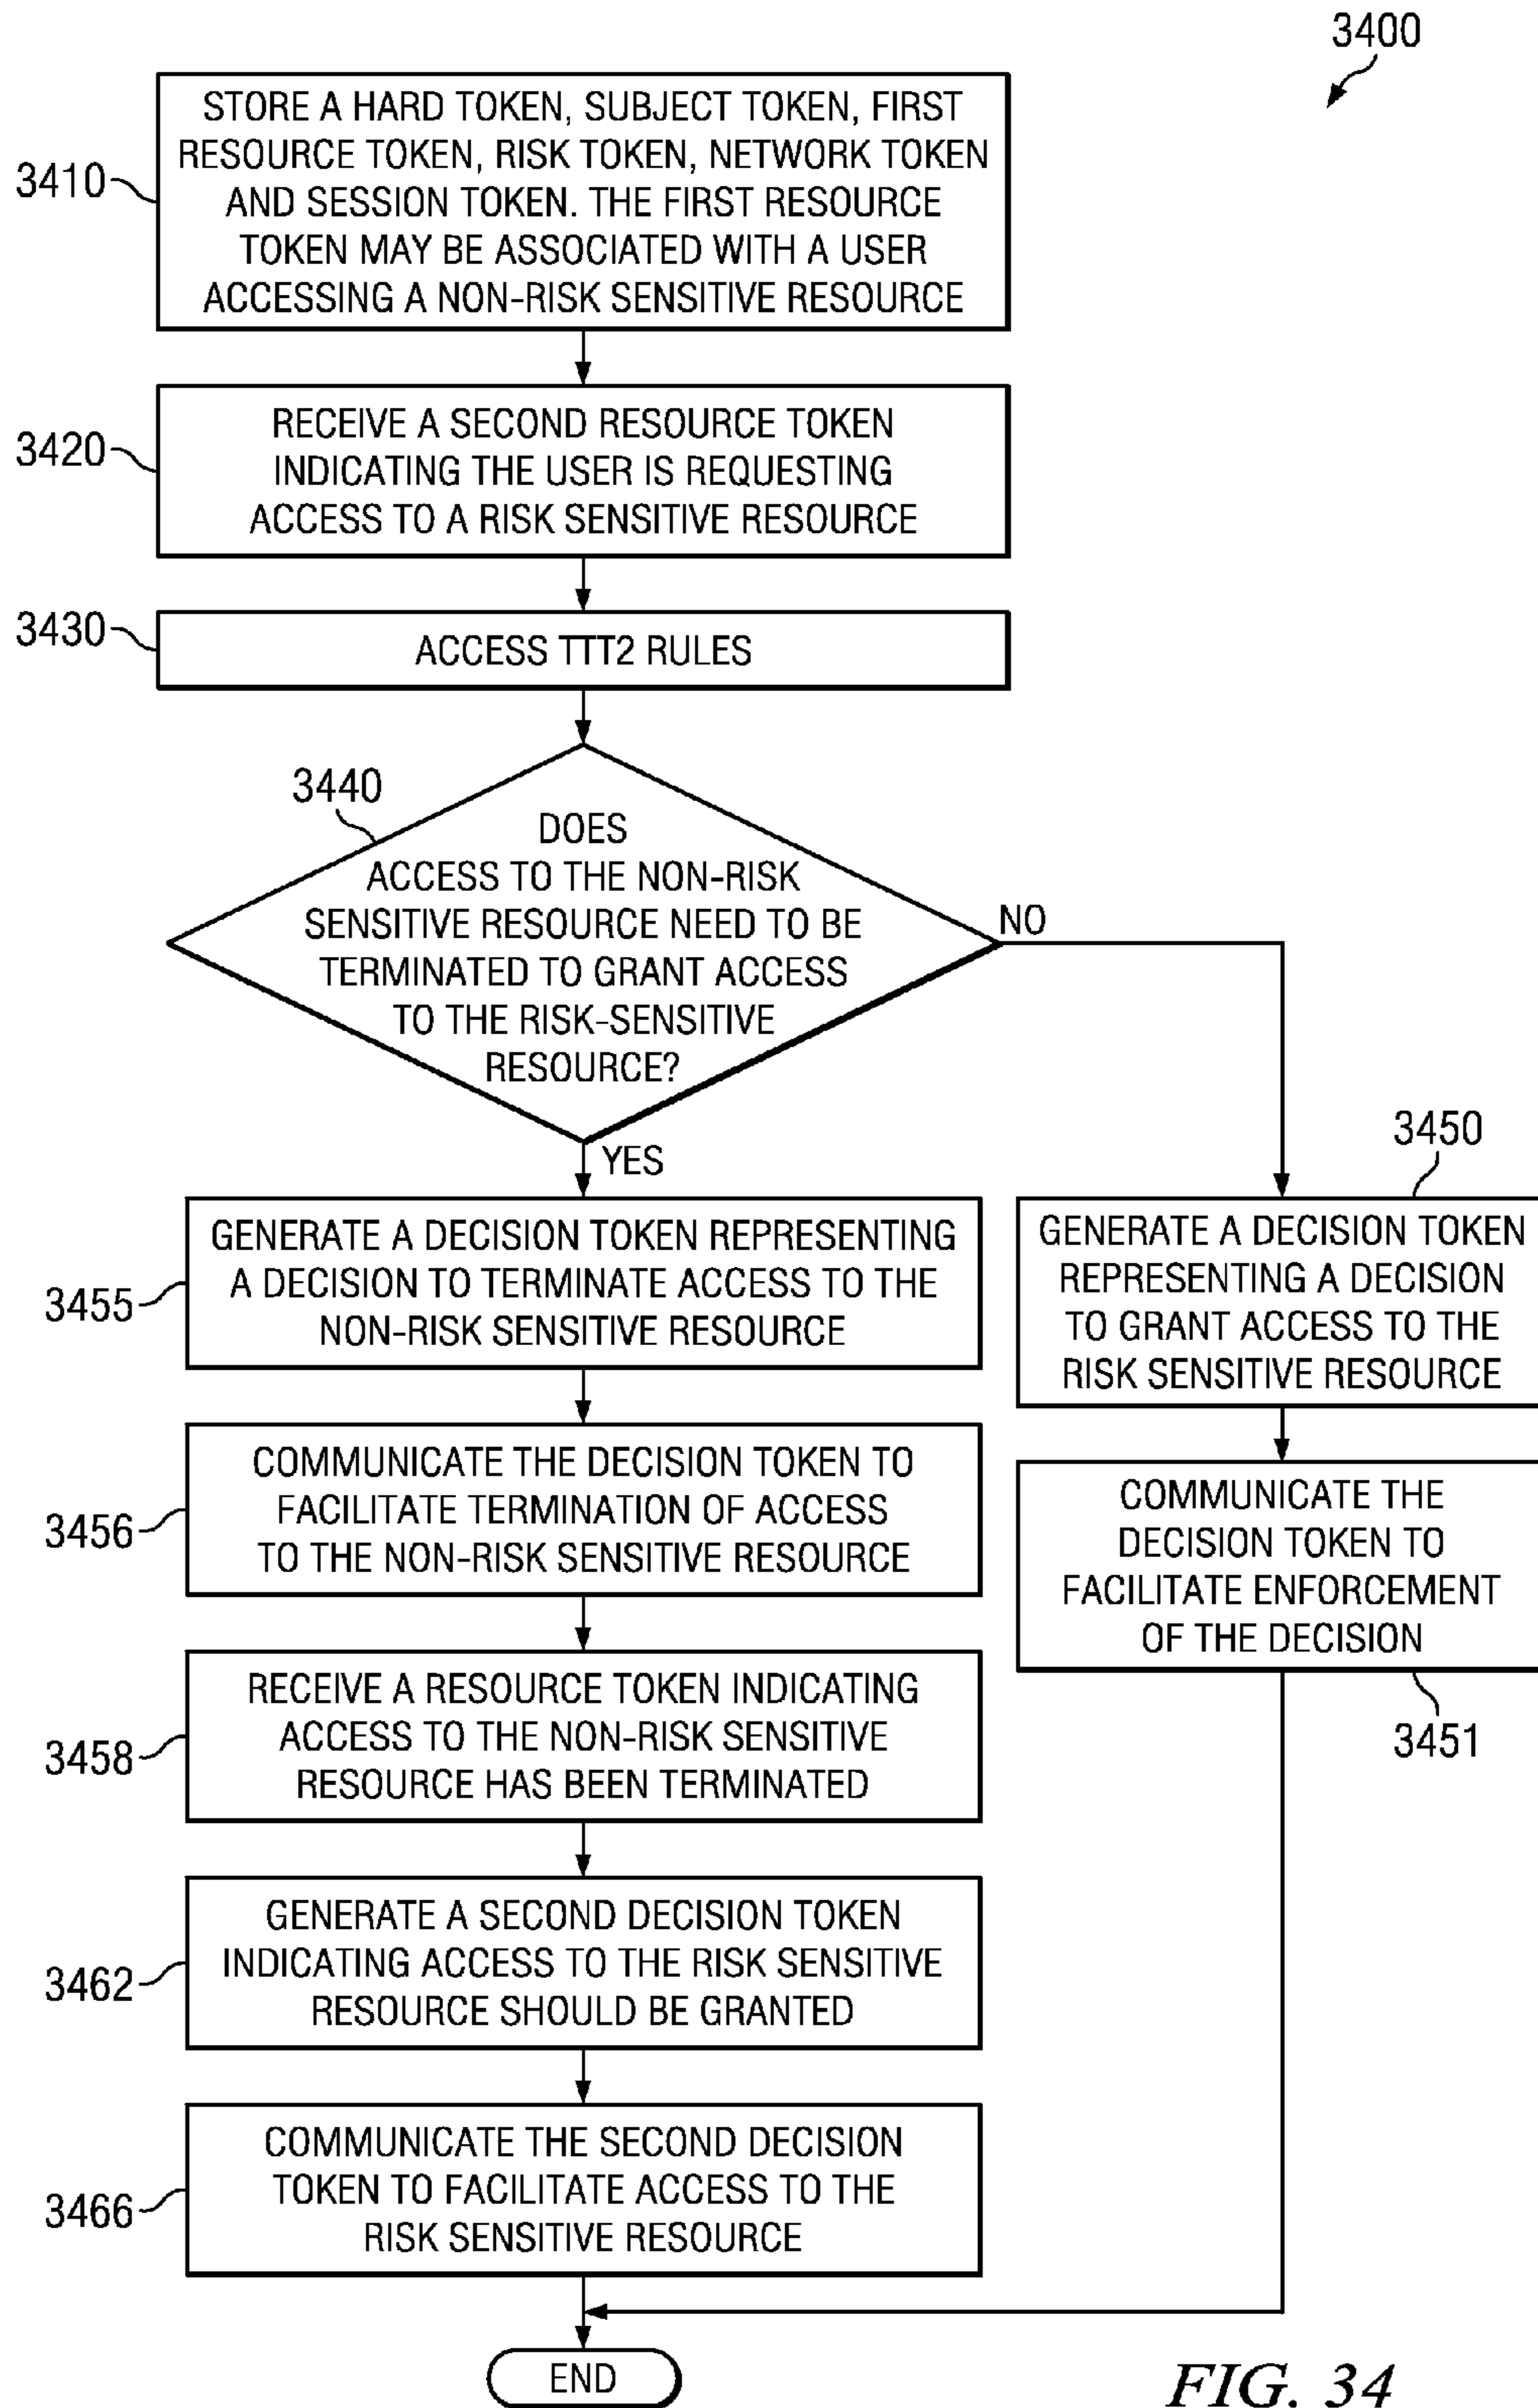 3400
3410
STORE A HARD TOKEN, SUBJECT TOKEN, FIRST
RESOURCE TOKEN, RISK TOKEN, NETWORK TOKEN
AND SESSION TOKEN. THE FIRST RESOURCE
TOKEN MAY BE ASSOCIATED WITH A USER
ACCESSING A NON-RISK SENSITIVE RESOURCE
3420
RECEIVE A SECOND RESOURCE TOKEN
INDICATING THE USER IS REQUESTING
ACCESS TO A RISK SENSITIVE RESOURCE
3430
ACCESS TTT2 RULES
3440
DOES
ACCESS TO THE NON-RISK
SENSITIVE RESOURCE NEED TO BE
TERMINATED TO GRANT ACCESS
TO THE RISK-SENSITIVE
RESOURCE?
NO
YES
3455
GENERATE A DECISION TOKEN REPRESENTING
A DECISION TO TERMINATE ACCESS TO THE
NON-RISK SENSITIVE RESOURCE
3456
COMMUNICATE THE DECISION TOKEN TO
FACILITATE TERMINATION OF ACCESS
TO THE NON-RISK SENSITIVE RESOURCE
3458
RECEIVE A RESOURCE TOKEN INDICATING
ACCESS TO THE NON-RISK SENSITIVE
RESOURCE HAS BEEN TERMINATED
3462
GENERATE A SECOND DECISION TOKEN
INDICATING ACCESS TO THE RISK SENSITIVE
RESOURCE SHOULD BE GRANTED
3466
COMMUNICATE THE SECOND DECISION
TOKEN TO FACILITATE ACCESS TO THE
RISK SENSITIVE RESOURCE
3450
GENERATE A DECISION TOKEN
REPRESENTING A DECISION
TO GRANT ACCESS TO THE
RISK SENSITIVE RESOURCE
COMMUNICATE THE
DECISION TOKEN TO
FACILITATE ENFORCEMENT
OF THE DECISION
3451
END
FIG. 34